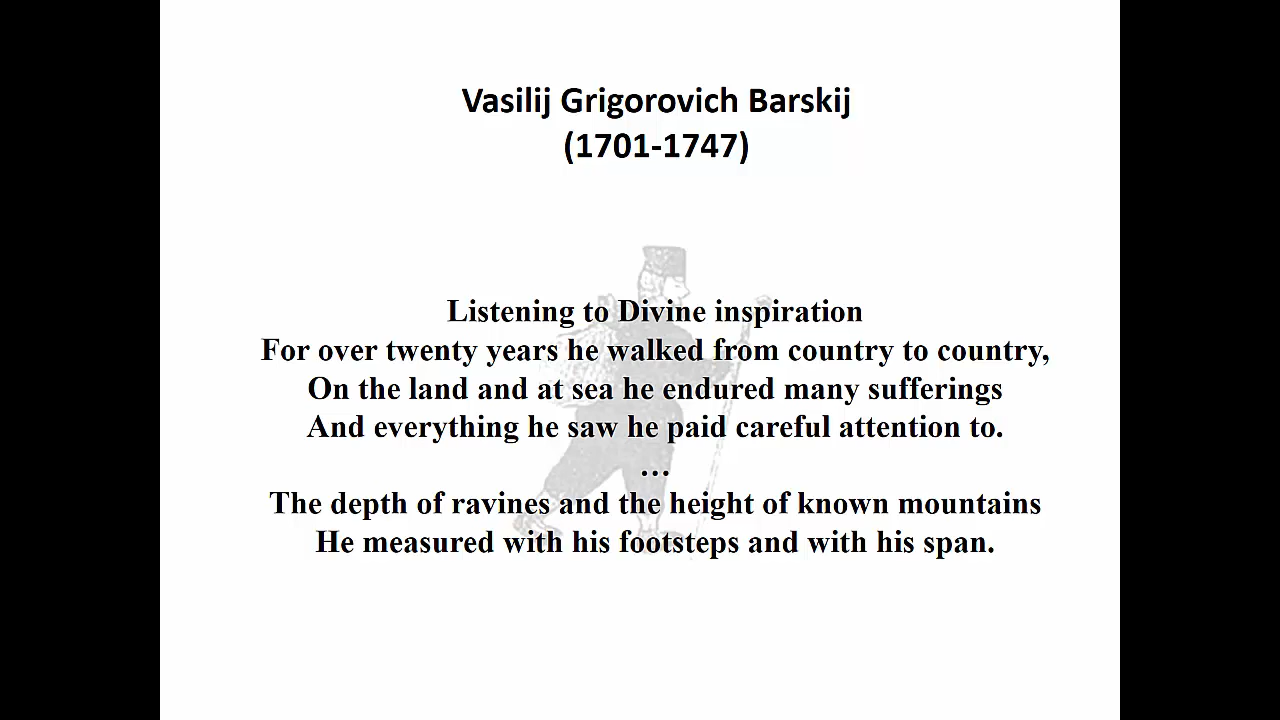 Vasilij Grigorovich Barskij
(1701-1747)
Listening to Divine inspiration
For over twenty years he walked from country to country,
On the land and at sea he endured many sufferings
And everything he saw he paid careful attention to.
…
The depth of ravines and the height of known mountains
He measured with his footsteps and with his span.